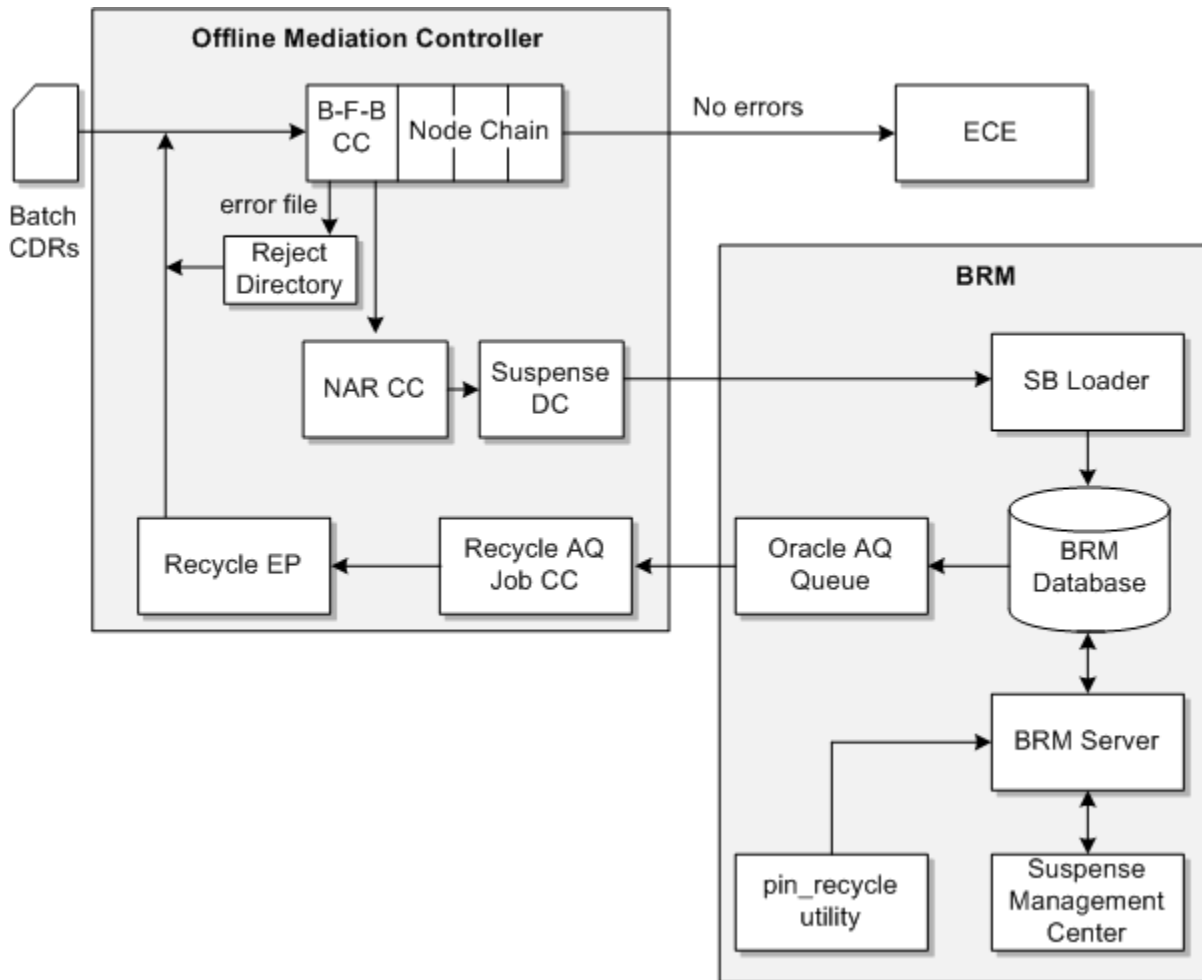 Offline Mediation Controller
B-F-B
CC
Node Chain
No errors
ECE
Batch
CDRs
error file
Reject
Directory
BRM
NAR CC
Suspense
DC
SB Loader
Recycle EP
Recycle AQ
Job CC
Oracle AQ
Queue
BRM
Database
BRM Server
pin_recycle
utility
Suspense
Management
Center